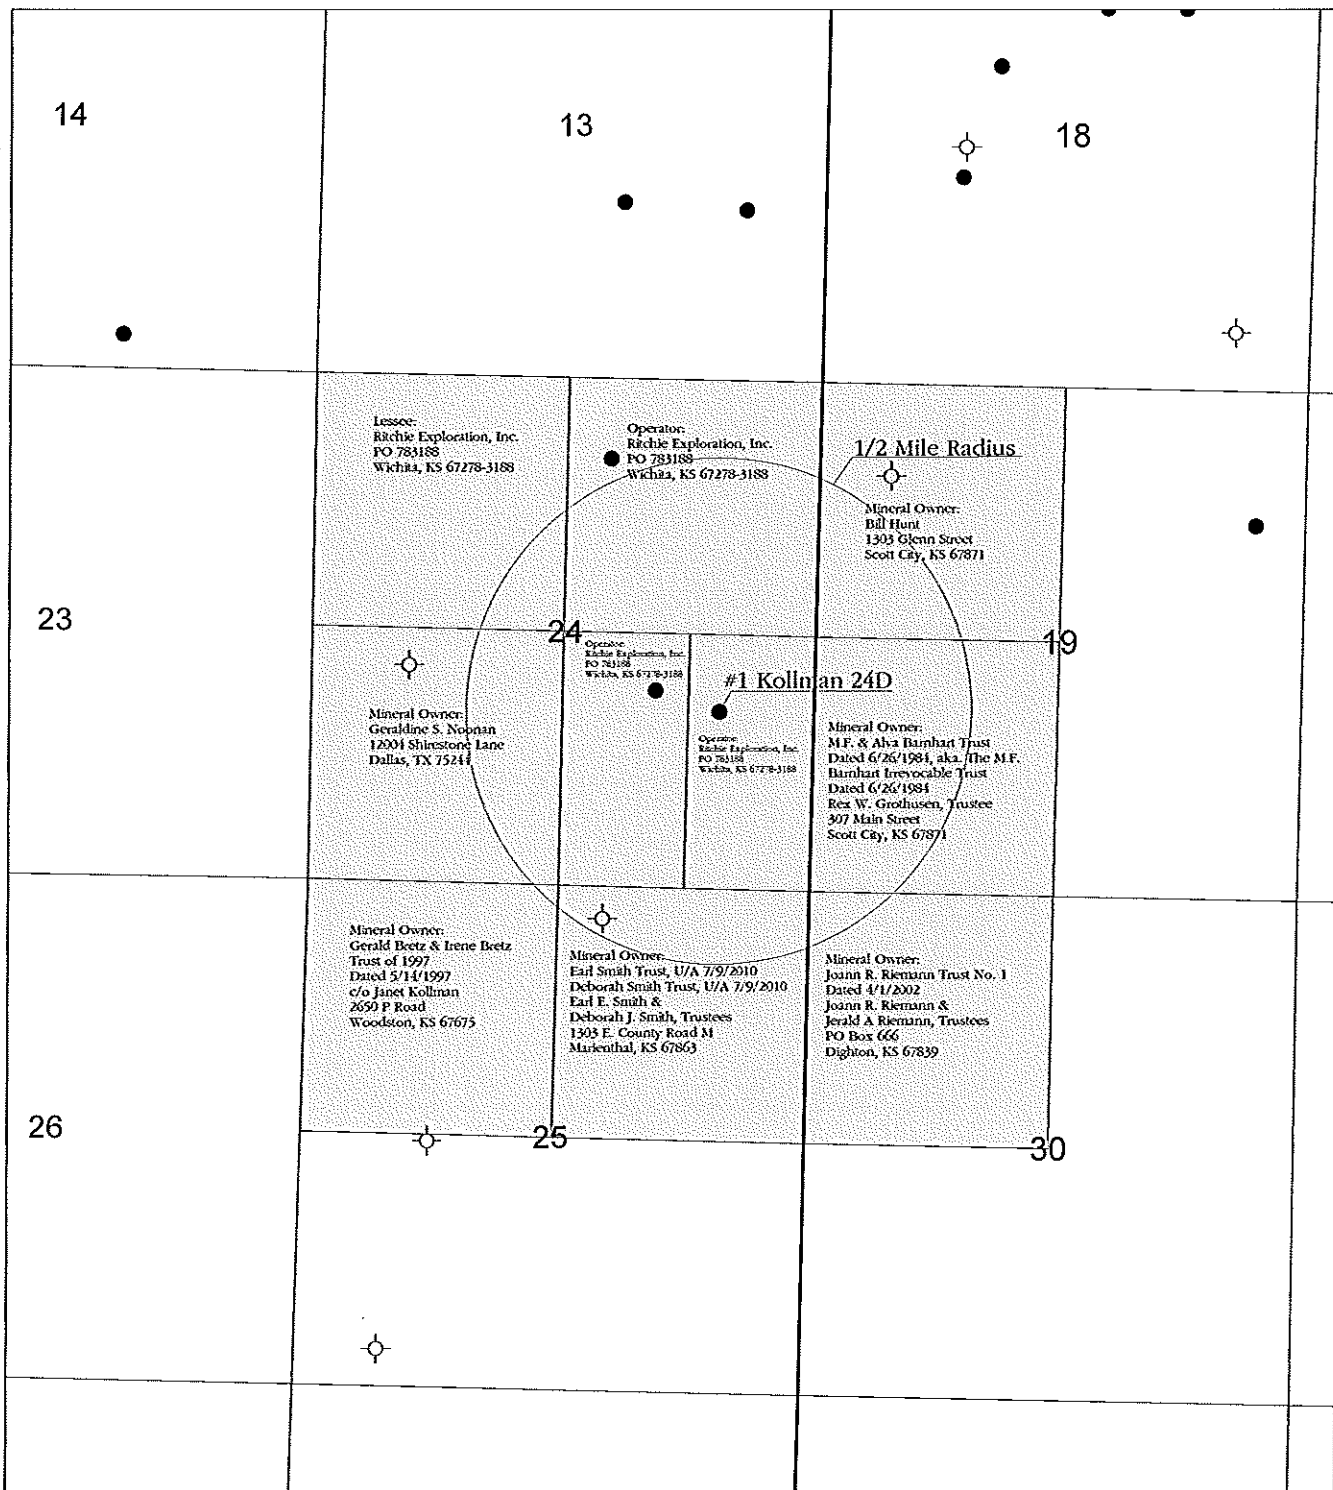 14
13
18
Lessee:
Ritchie Exploration, Inc.
PO 783188
Wichita, KS 67278-3188
Operator:
Ritchie Exploration, Inc.
PO 783188
Wichita, KS 67278-3188
1/2 Mile Radius
Mineral Owner:
Bill Hunt
1303 Glenn Street
Scott City, KS 67871
23
24
19
Operator:
Ritchie Exploration, Inc.
PO 783188
Wichita, KS 67278-3188
#1 Kollman 24D
Operator:
Ritchie Exploration, Inc.
PO 783188
Wichita, KS 67278-3188
Mineral Owner:
Geraldine S. Noonan
12004 Shirestone Lane
Dallas, TX 75244
Mineral Owner:
M.F. & Alva Barnhart Trust
Dated 6/26/1984, aka. The M.F.
Barnhart Irrevocable Trust
Dated 6/26/1984
Rex W. Grothusen, Trustee
307 Main Street
Scott City, KS 67871
Mineral Owner:
Gerald Bretz & Irene Bretz
Trust of 1997
Dated 5/14/1997
c/o Janet Kollman
2650 P Road
Woodston, KS 67675
Mineral Owner:
Earl Smith Trust, U/A 7/9/2010
Deborah Smith Trust, U/A 7/9/2010
Earl E. Smith &
Deborah J. Smith, Trustees
1303 E. County Road M
Marienthal, KS 67863
Mineral Owner:
Joann R. Riemann Trust No. 1
Dated 4/1/2002
Joann R. Riemann &
Jerald A Riemann, Trustees
PO Box 666
Dighton, KS 67839
26
25
30